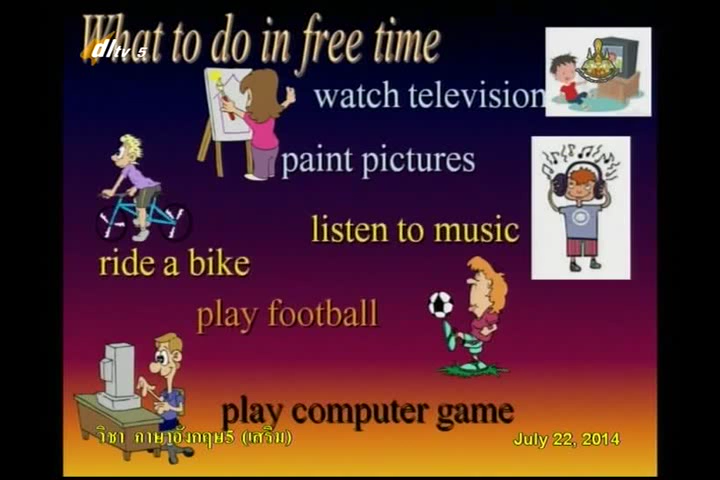 What to do in free time
dltv 5
watch television
paint pictures
listen to music
ride a bike
play football
play computer game
วิชา ภาษาอังกฤษ5 (เสริม)
July 22, 2014